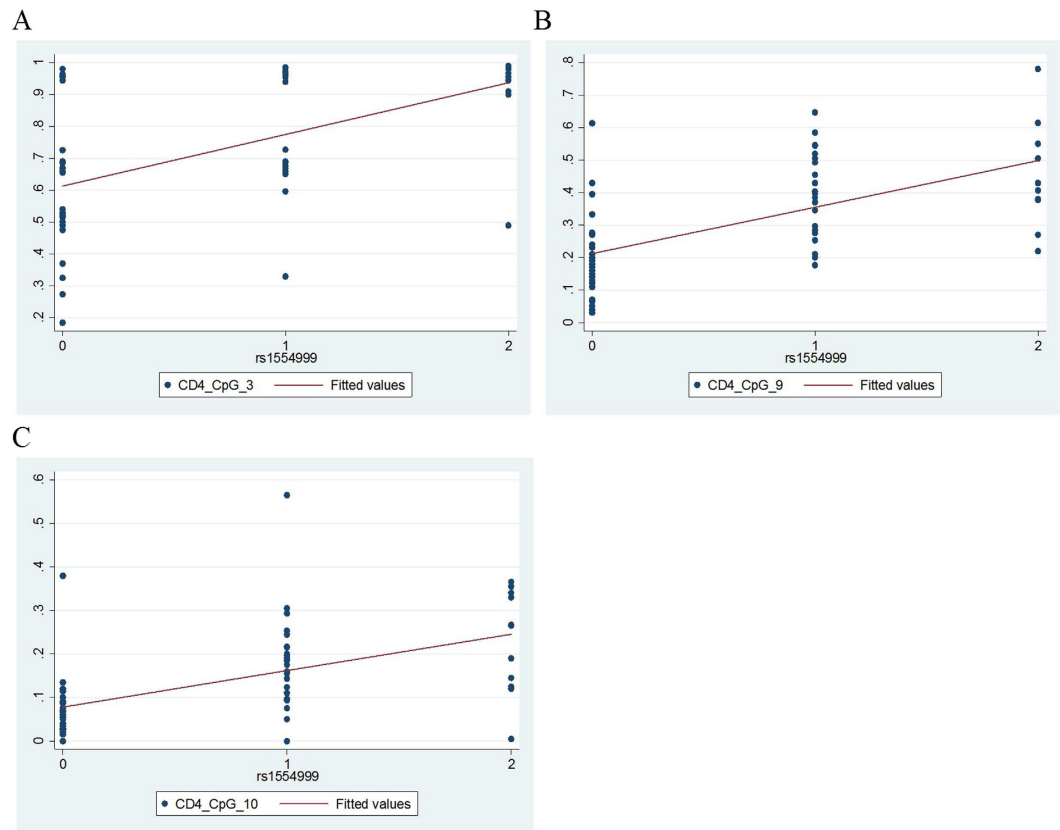 A
1
.9
.8
.7
.6
.5
.4
.3
.2
0 1 2
rs1554999
CD4_CpG_3 Fitted values
B
.8
.7
.6
.5
.4
.3
.2
.1
0
0 1 2
rs1554999
CD4_CpG_9 Fitted values
C
.6
.5
.4
.3
.2
.1
0
0 1 2
rs1554999
CD4_CpG_10 Fitted values